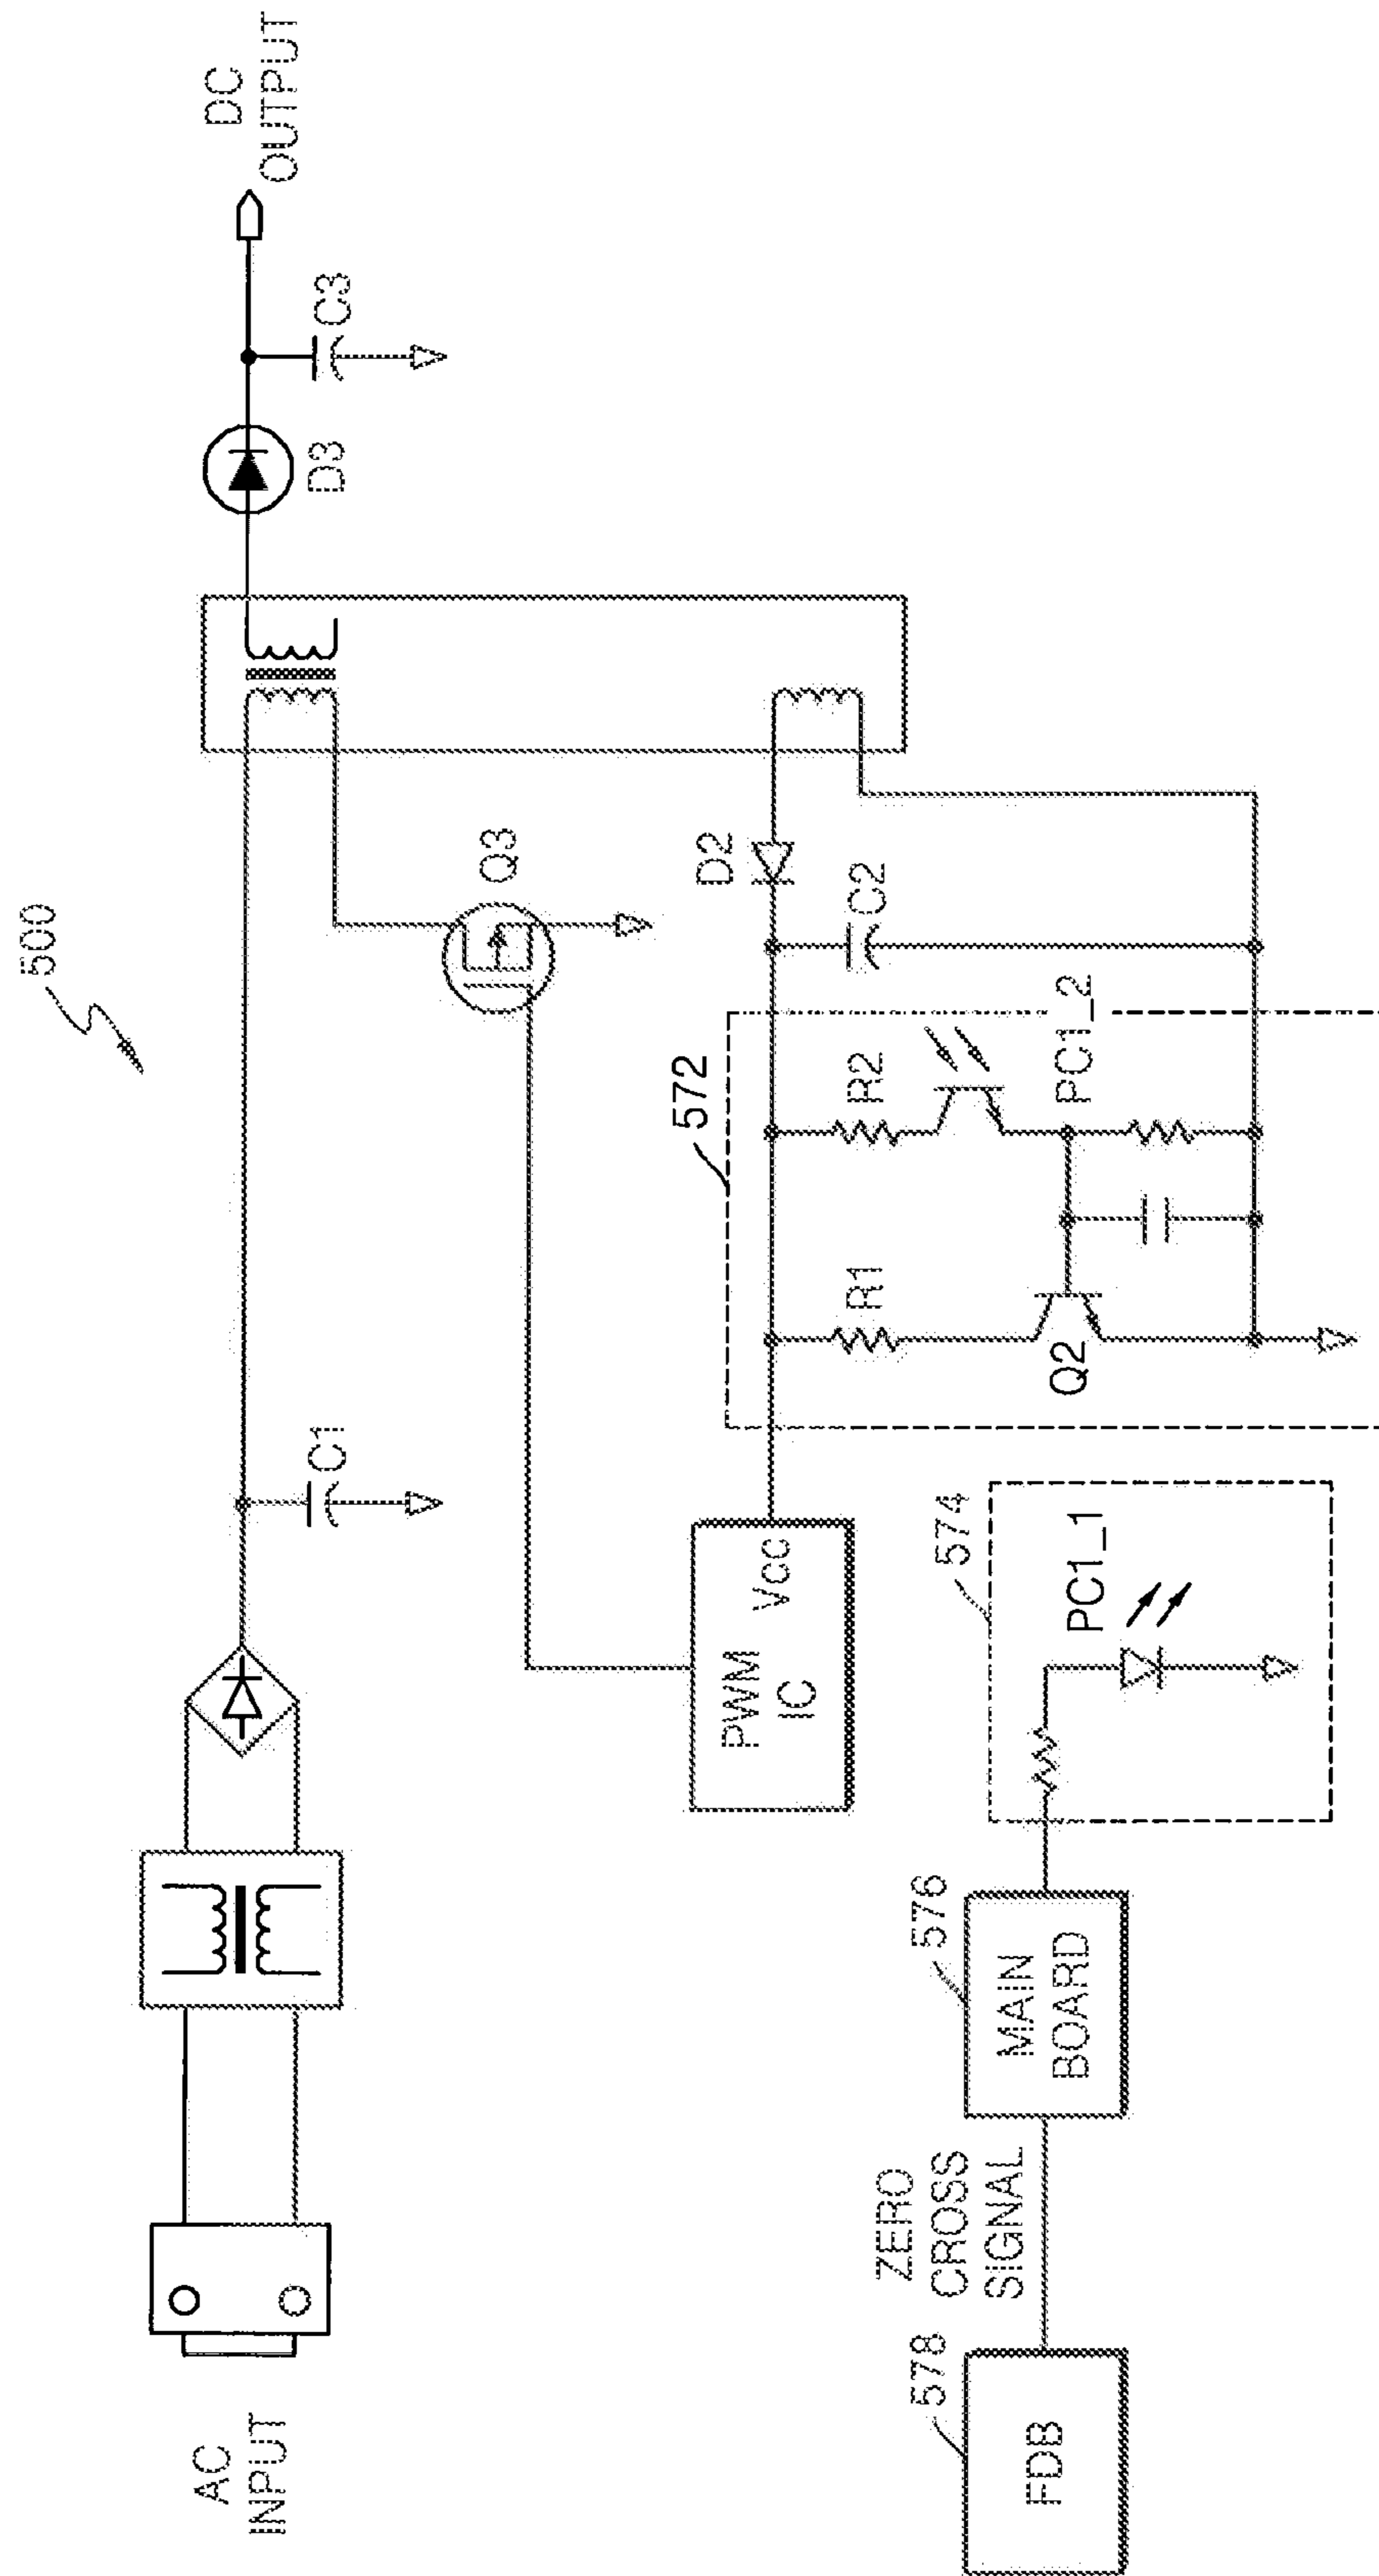 500
AC
INPUT
C1
D3
C3
DC
OUTPUT
Q3
PWM
IC
Vcc
572
D2
C2
R1
R2
Q2
PC1_2
578
FDB
ZERO
CROSS
SIGNAL
576
MAIN
BOARD
574
PC1_1